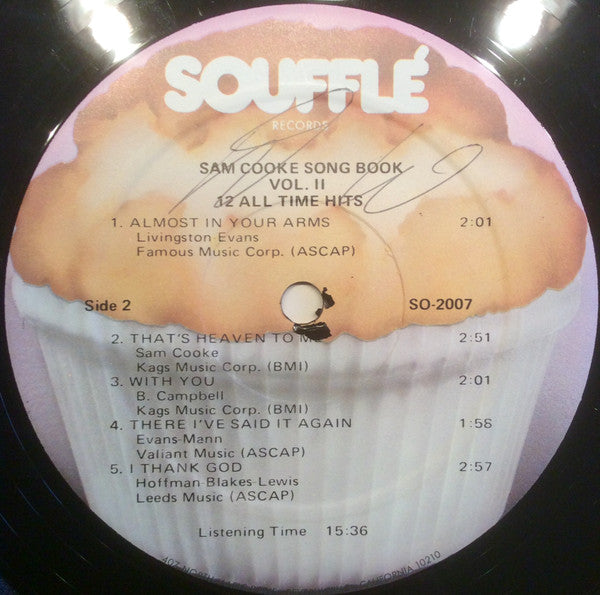 SOUFFLÉ
RECORDS
SAM COOKE SONG BOOK
VOL. II
12 ALL TIME HITS
1. ALMOST IN YOUR ARMS 2:01
Livingston-Evans
Famous Music Corp. (ASCAP)
Side 2 SO-2007
2. THAT'S HEAVEN TO 2:51
Sam Cooke
Kags Music Corp. (BMI)
3. WITH YOU 2:01
B. Campbell
Kags Music Corp. (BMI)
4. THERE I'VE SAID IT AGAIN 1:56
Evans-Mann
Valiant Music (ASCAP)
5. I THANK GOD 2:57
Hoffman-Blakes-Lewis
Leeds Music (ASCAP)
Listening Time 15:36
CALIFORNIA 10210